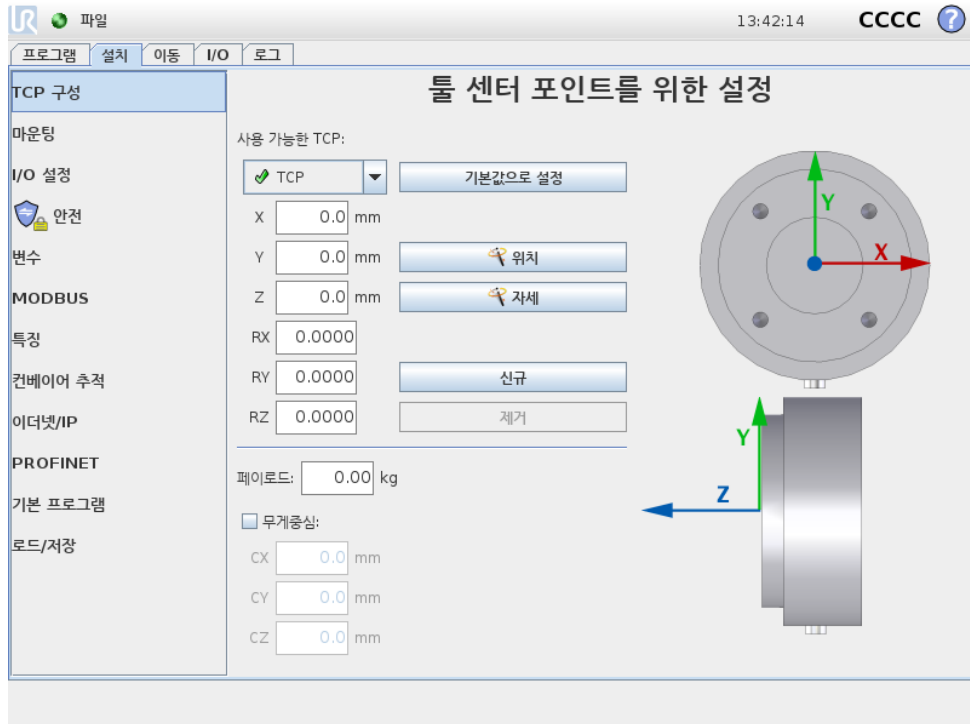 UR 파일 13:42:14 CCCC ?
프로그램 설치 이동 I/O 로그
TCP 구성
마운팅
I/O 설정
안전
변수
MODBUS
특징
컨베이어 추적
이더넷/IP
PROFINET
기본 프로그램
로드/저장
툴 센터 포인트를 위한 설정
사용 가능한 TCP:
TCP 기본값으로 설정
X 0.0 mm
Y 0.0 mm 위치
Z 0.0 mm 자세
RX 0.0000
RY 0.0000 신규
RZ 0.0000 제거
페이로드: 0.00 kg
무게중심:
CX 0.0 mm
CY 0.0 mm
CZ 0.0 mm
Y
X
Y
Z